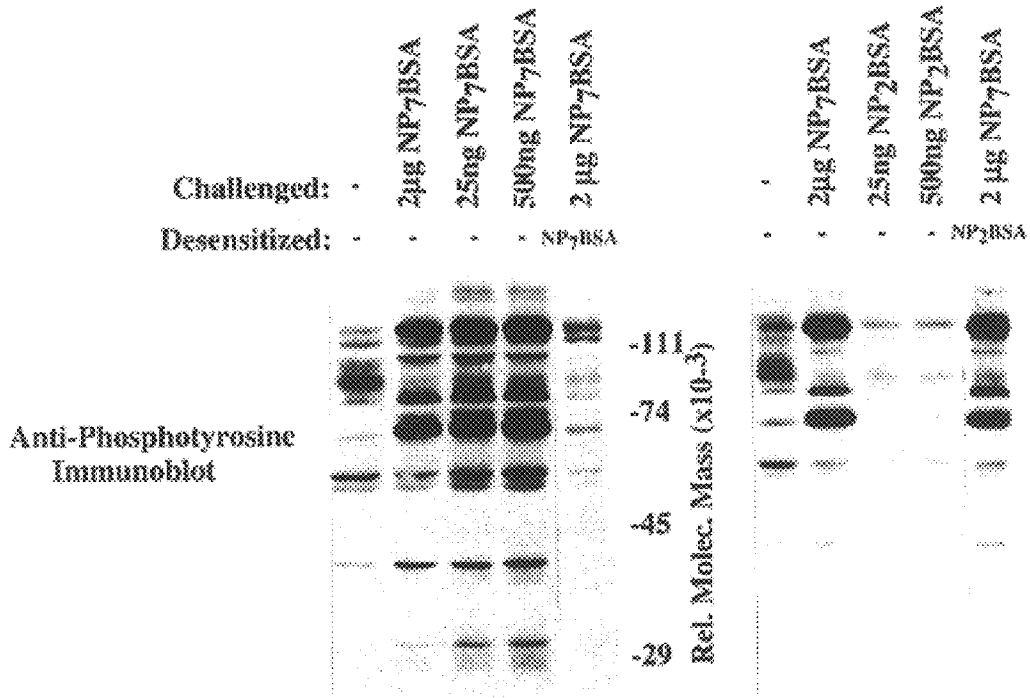 Challenged: - 2µg NP7BSA 25ng NP7BSA 500ng NP7BSA 2 µg NP7BSA - 2µg NP7BSA 25ng NP2BSA 500ng NP2BSA 2 µg NP7BSA
Desensitized: - - - - NP7BSA - - - - NP2BSA
-111
-74
-45
-29
Rel. Molec. Mass (x10-3)
Anti-Phosphotyrosine
Immunoblot